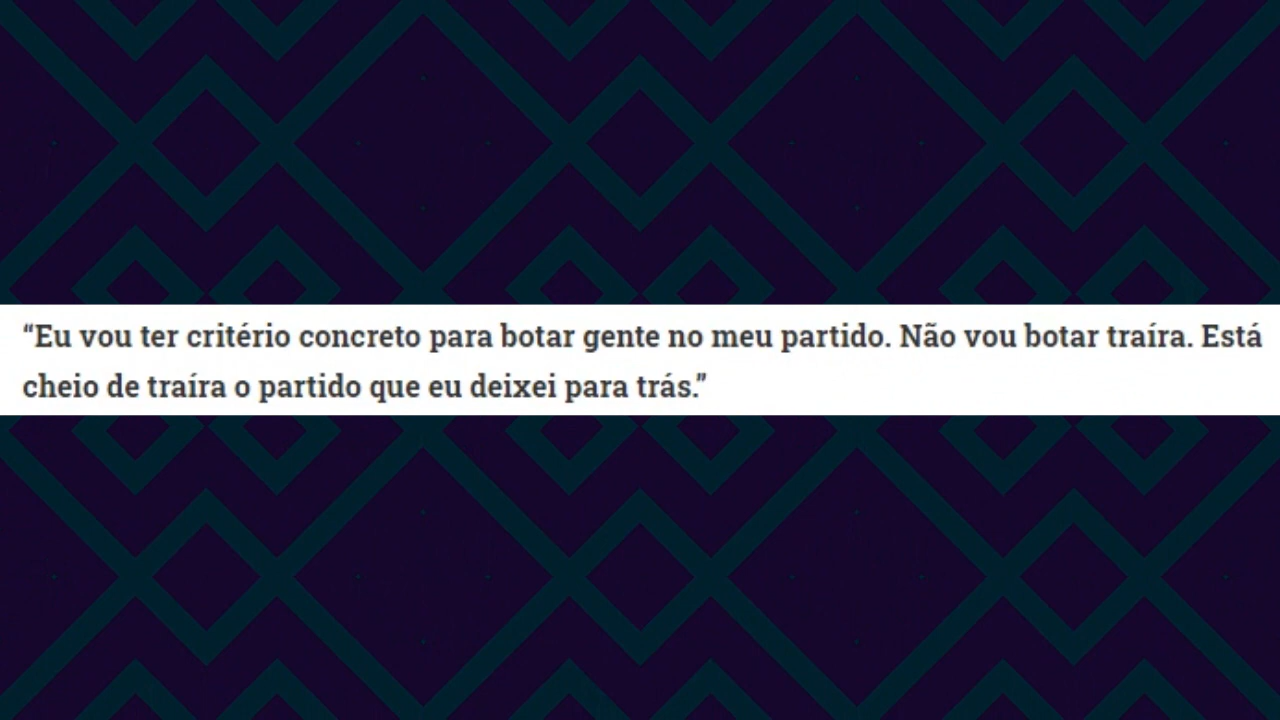 “Eu vou ter critério concreto para botar gente no meu partido. Não vou botar traíra. Está
cheio de traíra o partido que eu deixei para trás.”